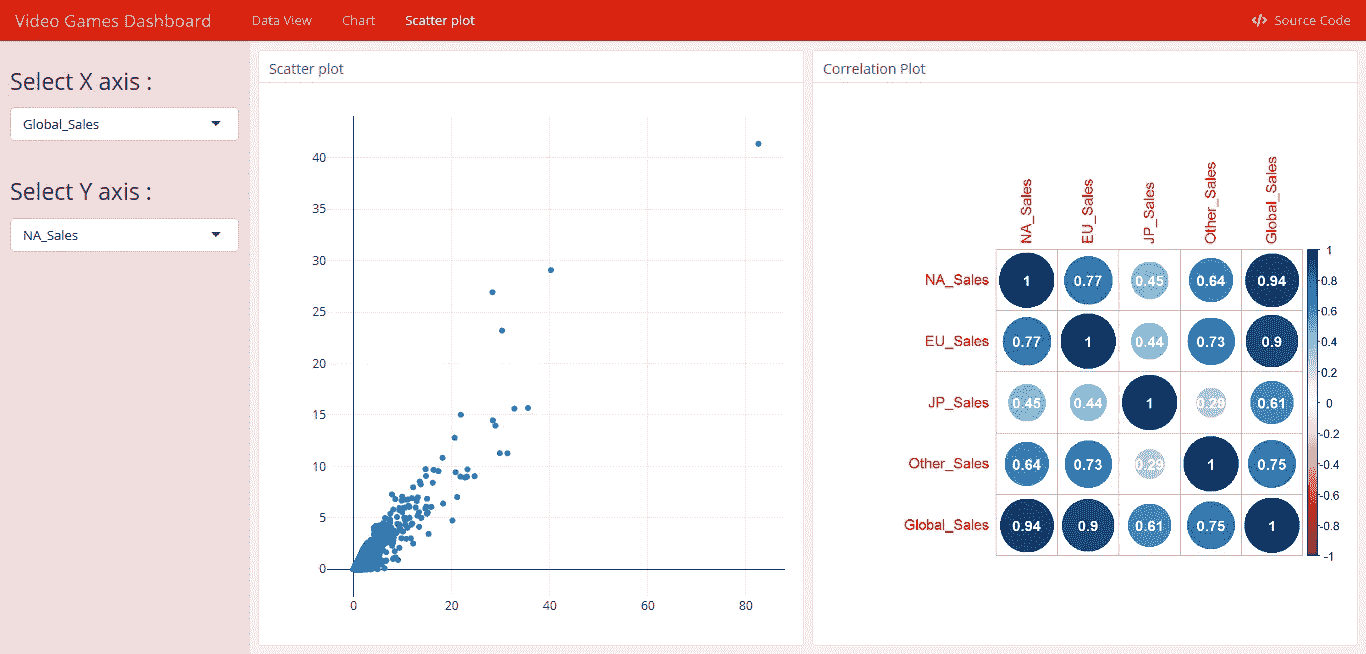 Video Games Dashboard Data View Chart Scatter plot Source Code
Select X axis :
Global_Sales
Select Y axis :
NA_Sales
Scatter plot
40
35
30
25
20
15
10
5
0
0 20 40 60 80
Correlation Plot
NA_Sales EU_Sales JP_Sales Other_Sales Global_Sales
NA_Sales 1 0.77 0.45 0.64 0.94
EU_Sales 0.77 1 0.44 0.73 0.9
JP_Sales 0.45 0.44 1 0.29 0.61
Other_Sales 0.64 0.73 0.29 1 0.75
Global_Sales 0.94 0.9 0.61 0.75 1
1
0.8
0.6
0.4
0.2
0
-0.2
-0.4
-0.6
-0.8
-1